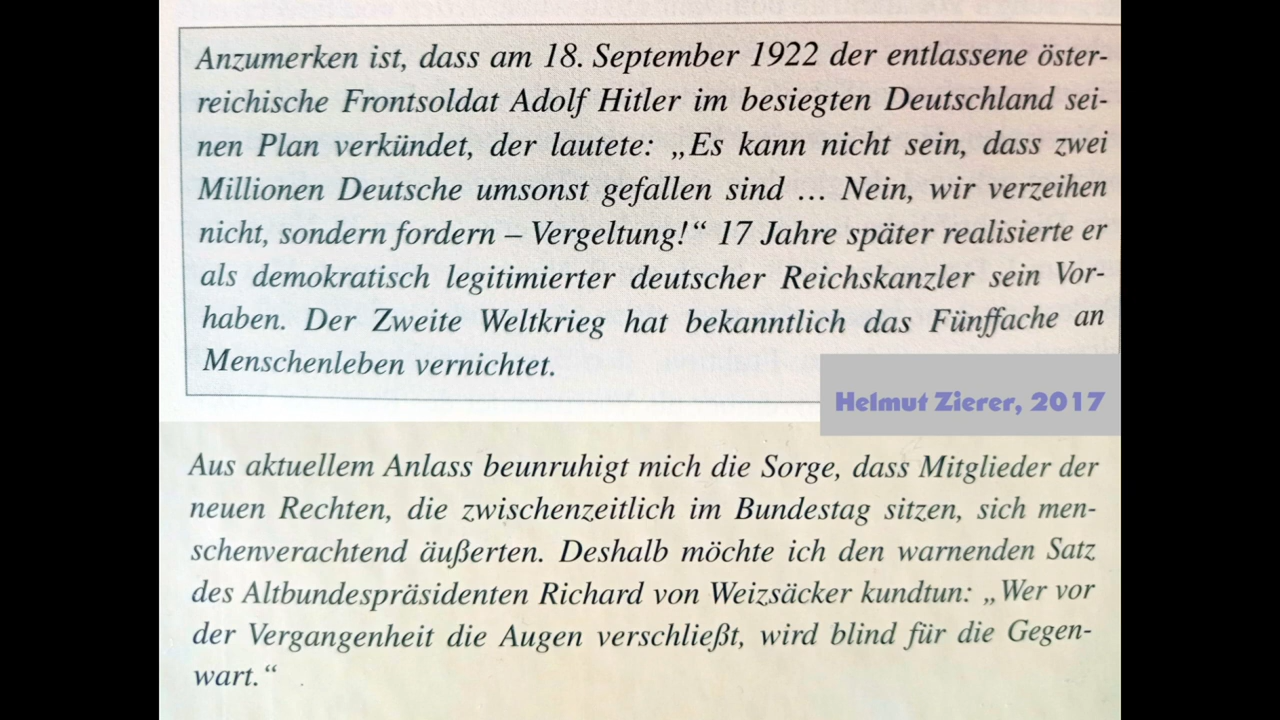 Anzumerken ist, dass am 18. September 1922 der entlassene öster-
reichische Frontsoldat Adolf Hitler im besiegten Deutschland sei-
nen Plan verkündet, der lautete: „Es kann nicht sein, dass zwei
Millionen Deutsche umsonst gefallen sind … Nein, wir verzeihen
nicht, sondern fordern – Vergeltung!“ 17 Jahre später realisierte er
als demokratisch legitimierter deutscher Reichskanzler sein Vor-
haben. Der Zweite Weltkrieg hat bekanntlich das Fünffache an
Menschenleben vernichtet.
Helmut Zierer, 2017
Aus aktuellem Anlass beunruhigt mich die Sorge, dass Mitglieder der
neuen Rechten, die zwischenzeitlich im Bundestag sitzen, sich men-
schenverachtend äußerten. Deshalb möchte ich den warnenden Satz
des Altbundespräsidenten Richard von Weizsäcker kundtun: „Wer vor
der Vergangenheit die Augen verschließt, wird blind für die Gegen-
wart.“